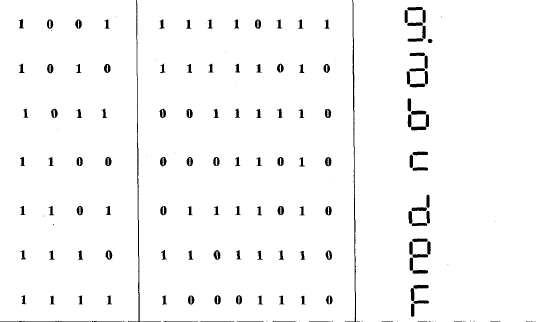 1 0 0 1 1 1 1 1 0 1 1 1 9.
1 0 1 0 1 1 1 1 1 0 1 0 a
1 0 1 1 0 0 1 1 1 1 1 0 b
1 1 0 0 0 0 0 1 1 0 1 0 c
1 1 0 1 0 1 1 1 1 0 1 0 d
1 1 1 0 1 1 0 1 1 1 1 0 e
1 1 1 1 1 0 0 0 1 1 1 0 F